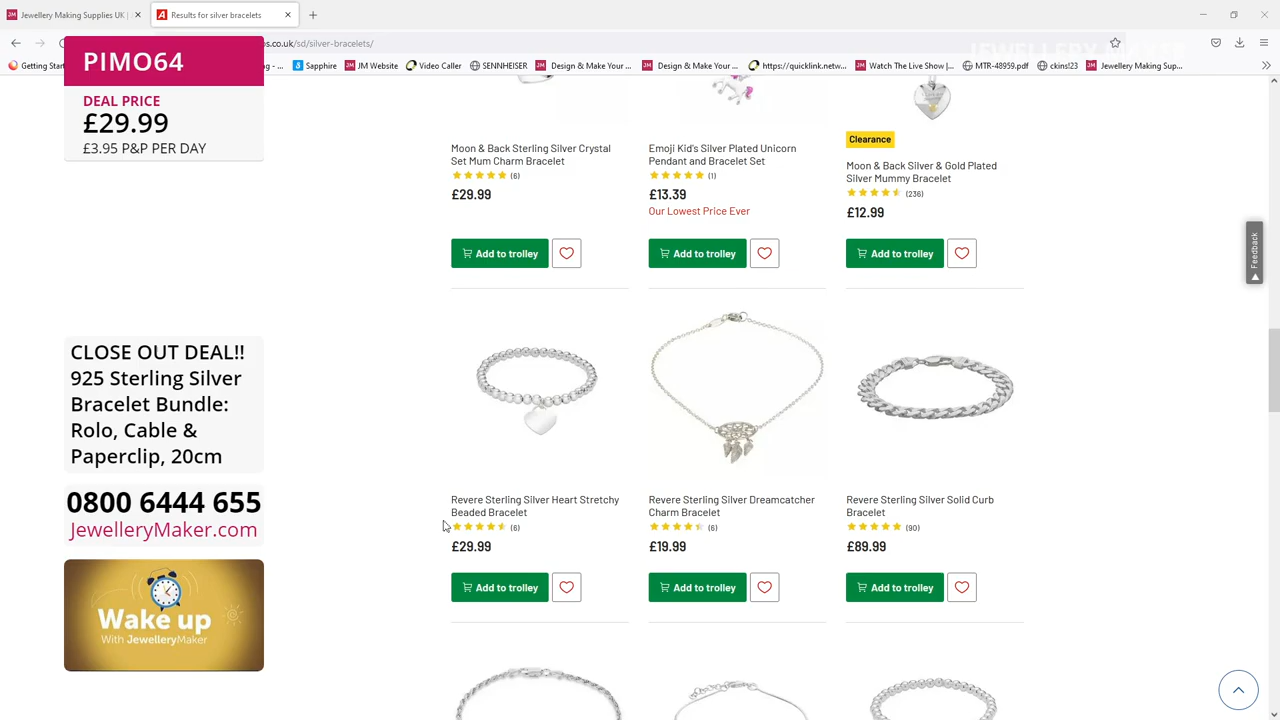 Jewellery Making Supplies UK |
Results for silver bracelets
PIMO64
DEAL PRICE
£29.99
£3.95 P&P PER DAY
s.co.uk/sd/silver-bracelets/
Getting Star
Sapphire
JM Website
Video Caller
SENNHEISER
Design & Make Your ...
Design & Make Your ...
https://quicklink.netw...
Watch The Live Show |...
MTR-48959.pdf
ckins!23
Jewellery Making Sup...
Clearance
Moon & Back Sterling Silver Crystal
Set Mum Charm Bracelet
(6)
£29.99
Add to trolley
Emoji Kid's Silver Plated Unicorn
Pendant and Bracelet Set
(1)
£13.39
Our Lowest Price Ever
Add to trolley
Moon & Back Silver & Gold Plated
Silver Mummy Bracelet
(236)
£12.99
Add to trolley
Feedback
CLOSE OUT DEAL!!
925 Sterling Silver
Bracelet Bundle:
Rolo, Cable &
Paperclip, 20cm
0800 6444 655
JewelleryMaker.com
Wake up
With JewelleryMaker
Revere Sterling Silver Heart Stretchy
Beaded Bracelet
(6)
£29.99
Add to trolley
Revere Sterling Silver Dreamcatcher
Charm Bracelet
(6)
£19.99
Add to trolley
Revere Sterling Silver Solid Curb
Bracelet
(90)
£89.99
Add to trolley